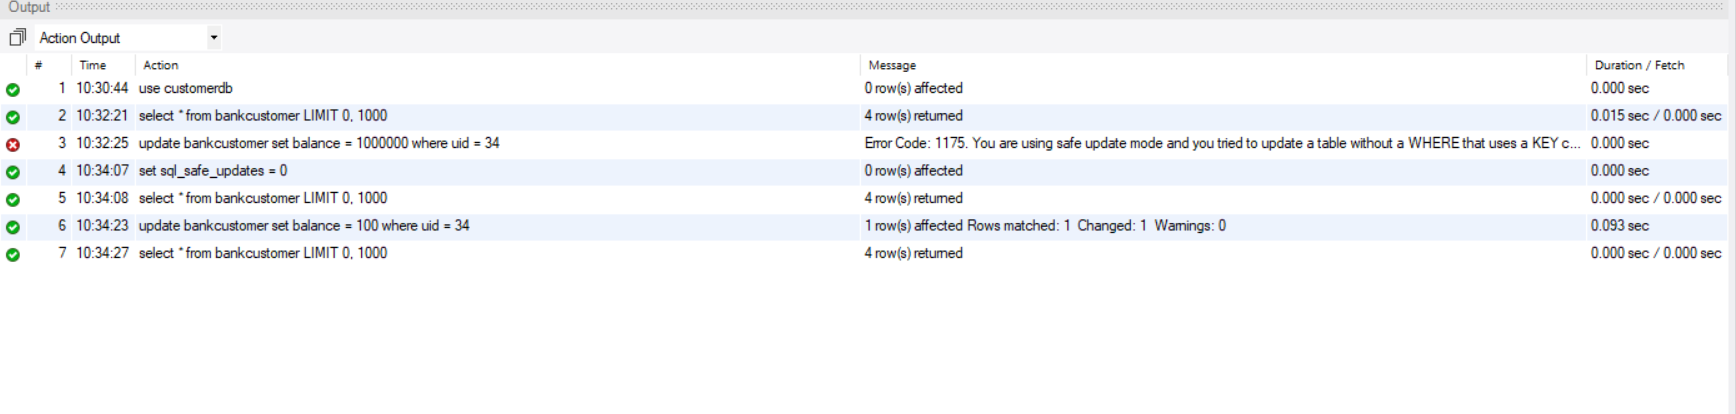 Output
Action Output
# Time Action Message Duration / Fetch
1 10:30:44 use customerdb 0 row(s) affected 0.000 sec
2 10:32:21 select * from bankcustomer LIMIT 0, 1000 4 row(s) returned 0.015 sec / 0.000 sec
3 10:32:25 update bankcustomer set balance = 1000000 where uid = 34 Error Code: 1175. You are using safe update mode and you tried to update a table without a WHERE that uses a KEY c... 0.000 sec
4 10:34:07 set sql_safe_updates = 0 0 row(s) affected 0.000 sec
5 10:34:08 select * from bankcustomer LIMIT 0, 1000 4 row(s) returned 0.000 sec / 0.000 sec
6 10:34:23 update bankcustomer set balance = 100 where uid = 34 1 row(s) affected Rows matched: 1 Changed: 1 Warnings: 0 0.093 sec
7 10:34:27 select * from bankcustomer LIMIT 0, 1000 4 row(s) returned 0.000 sec / 0.000 sec